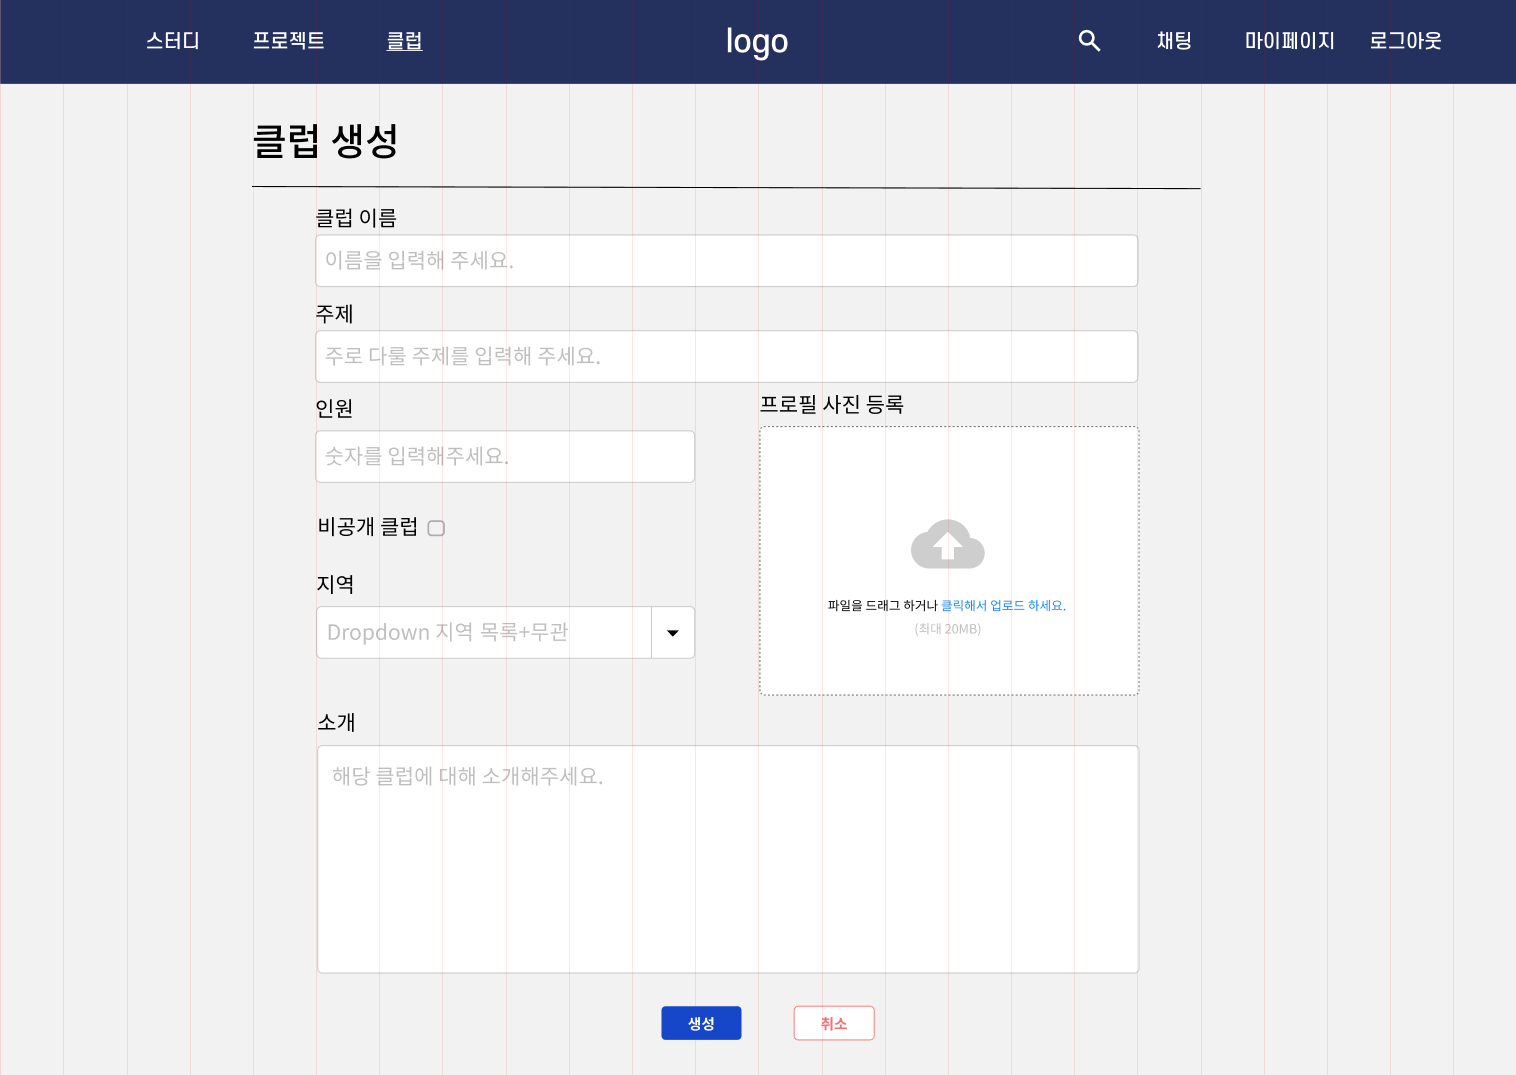 스터디 프로젝트 클럽 logo 채팅 마이페이지 로그아웃
클럽 생성
클럽 이름
이름을 입력해 주세요.
주제
주로 다룰 주제를 입력해 주세요.
인원
숫자를 입력해주세요.
비공개 클럽
지역
Dropdown 지역 목록+무관
프로필 사진 등록
파일을 드래그 하거나 클릭해서 업로드 하세요.
(최대 20MB)
소개
해당 클럽에 대해 소개해주세요.
생성 취소